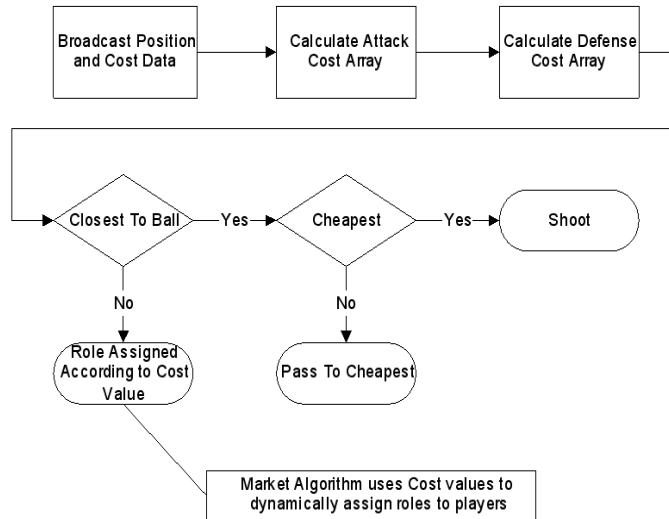 Broadcast Position
and Cost Data
Calculate Attack
Cost Array
Calculate Defense
Cost Array
Closest To Ball
Yes
Cheapest
Yes
Shoot
No
No
Role Assigned
According to Cost
Value
Pass To Cheapest
Market Algorithm uses Cost values to
dynamically assign roles to players